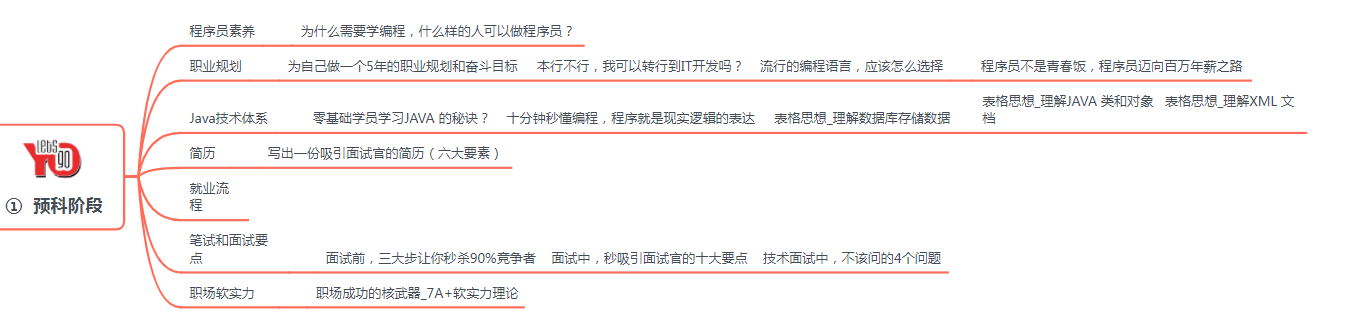 程序员素养 为什么需要学编程，什么样的人可以做程序员？
职业规划 为自己做一个5年的职业规划和奋斗目标 本行不行，我可以转行到IT开发吗？ 流行的编程语言，应该怎么选择 程序员不是青春饭，程序员迈向百万年薪之路
Java技术体系 零基础学员学习JAVA 的秘诀？ 十分钟秒懂编程，程序就是现实逻辑的表达 表格思想_理解数据库存储数据 表格思想_理解JAVA 类和对象 表格思想_理解XML 文
档
Lets
go
① 预科阶段
简历 写出一份吸引面试官的简历（六大要素）
就业流
程
笔试和面试要
点 面试前，三大步让你秒杀90%竞争者 面试中，秒吸引面试官的十大要点 技术面试中，不该问的4个问题
职场软实力 职场成功的核武器_7A+软实力理论